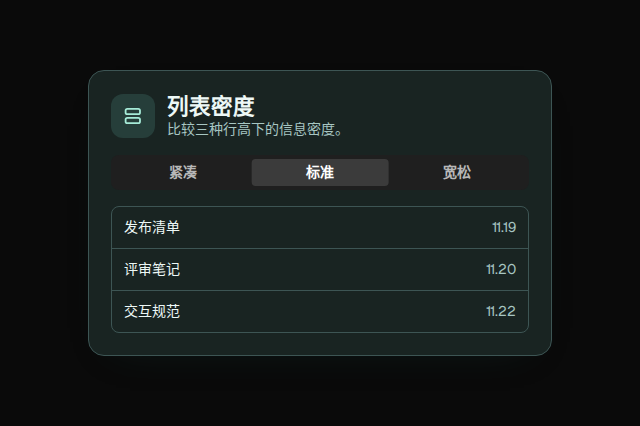 列表密度
比较三种行高下的信息密度。
紧凑 标准 宽松
发布清单 11.19
评审笔记 11.20
交互规范 11.22